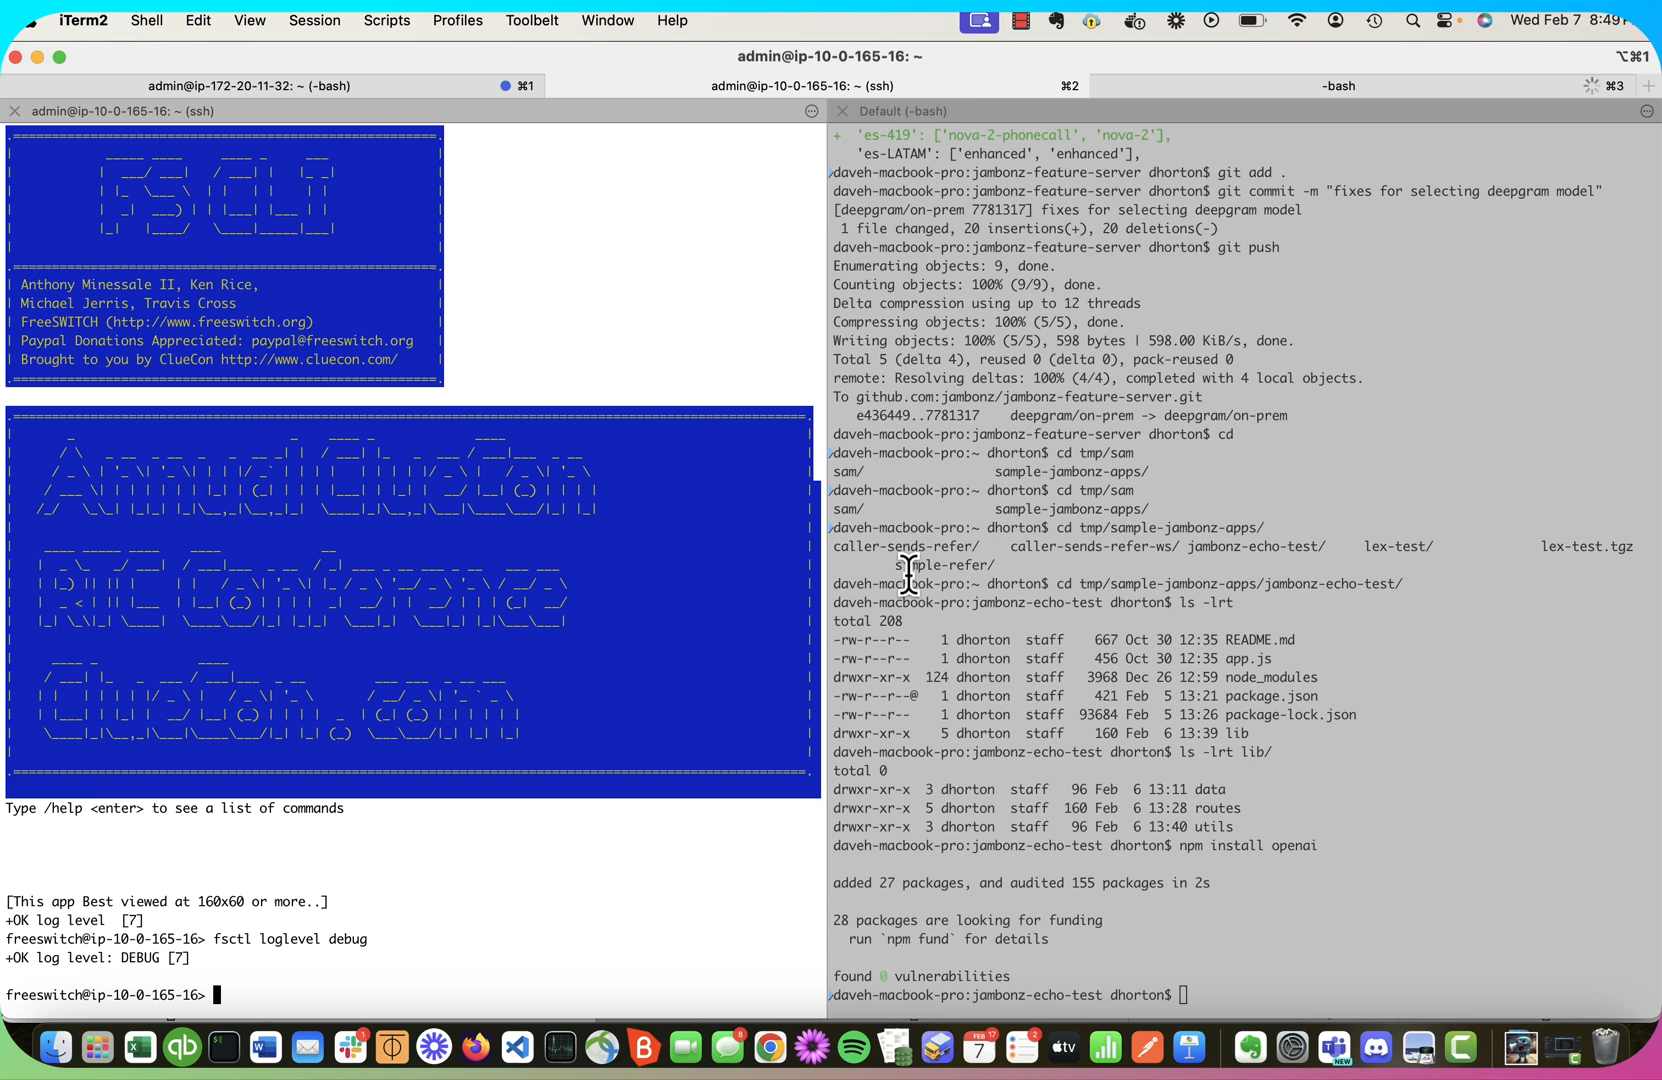 iTerm2 Shell Edit View Session Scripts Profiles Toolbelt Window Help
Wed Feb 7 8:49
admin@ip-10-0-165-16: ~
⌥⌘1
admin@ip-172-20-11-32: ~ (-bash) ⌘1
admin@ip-10-0-165-16: ~ (ssh) ⌘2
-bash ⌘3
admin@ip-10-0-165-16: ~ (ssh)
FS CLI
Anthony Minessale II, Ken Rice,
Michael Jerris, Travis Cross
FreeSWITCH (http://www.freeswitch.org)
Paypal Donations Appreciated: paypal@freeswitch.org
Brought to you by ClueCon http://www.cluecon.com/
Annual ClueCon
RTC Conference
ClueCon.com
Type /help <enter> to see a list of commands
[This app Best viewed at 160x60 or more..]
+OK log level  [7]
freeswitch@ip-10-0-165-16> fsctl loglevel debug
+OK log level: DEBUG [7]
freeswitch@ip-10-0-165-16>
Default (-bash)
+  'es-419': ['nova-2-phonecall', 'nova-2'],
'es-LATAM': ['enhanced', 'enhanced'],
daveh-macbook-pro:jambonz-feature-server dhorton$ git add .
daveh-macbook-pro:jambonz-feature-server dhorton$ git commit -m "fixes for selecting deepgram model"
[deepgram/on-prem 7781317] fixes for selecting deepgram model
1 file changed, 20 insertions(+), 20 deletions(-)
daveh-macbook-pro:jambonz-feature-server dhorton$ git push
Enumerating objects: 9, done.
Counting objects: 100% (9/9), done.
Delta compression using up to 12 threads
Compressing objects: 100% (5/5), done.
Writing objects: 100% (5/5), 598 bytes | 598.00 KiB/s, done.
Total 5 (delta 4), reused 0 (delta 0), pack-reused 0
remote: Resolving deltas: 100% (4/4), completed with 4 local objects.
To github.com:jambonz/jambonz-feature-server.git
e436449..7781317    deepgram/on-prem -> deepgram/on-prem
daveh-macbook-pro:jambonz-feature-server dhorton$ cd
daveh-macbook-pro:~ dhorton$ cd tmp/sam
sam/                 sample-jambonz-apps/
daveh-macbook-pro:~ dhorton$ cd tmp/sam
sam/                 sample-jambonz-apps/
daveh-macbook-pro:~ dhorton$ cd tmp/sample-jambonz-apps/
caller-sends-refer/    caller-sends-refer-ws/ jambonz-echo-test/     lex-test/              lex-test.tgz
simple-refer/
daveh-macbook-pro:~ dhorton$ cd tmp/sample-jambonz-apps/jambonz-echo-test/
daveh-macbook-pro:jambonz-echo-test dhorton$ ls -lrt
total 208
-rw-r--r--    1 dhorton  staff    667 Oct 30 12:35 README.md
-rw-r--r--    1 dhorton  staff    456 Oct 30 12:35 app.js
drwxr-xr-x  124 dhorton  staff   3968 Dec 26 12:59 node_modules
-rw-r--r--@   1 dhorton  staff    421 Feb  5 13:21 package.json
-rw-r--r--    1 dhorton  staff  93684 Feb  5 13:26 package-lock.json
drwxr-xr-x    5 dhorton  staff    160 Feb  6 13:39 lib
daveh-macbook-pro:jambonz-echo-test dhorton$ ls -lrt lib/
total 0
drwxr-xr-x  3 dhorton  staff   96 Feb  6 13:11 data
drwxr-xr-x  5 dhorton  staff  160 Feb  6 13:28 routes
drwxr-xr-x  3 dhorton  staff   96 Feb  6 13:40 utils
daveh-macbook-pro:jambonz-echo-test dhorton$ npm install openai
added 27 packages, and audited 155 packages in 2s
28 packages are looking for funding
run `npm fund` for details
found 0 vulnerabilities
daveh-macbook-pro:jambonz-echo-test dhorton$